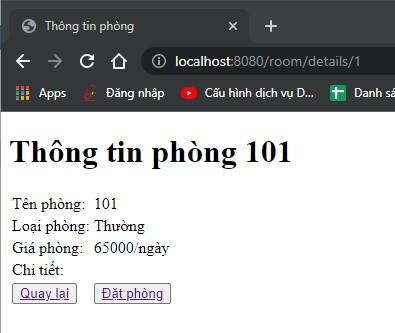 Thông tin phòng
localhost:8080/room/details/1
Apps Đăng nhập Cấu hình dịch vụ D... Danh sá
Thông tin phòng 101
Tên phòng: 101
Loại phòng: Thường
Giá phòng: 65000/ngày
Chi tiết:
Quay lại Đặt phòng